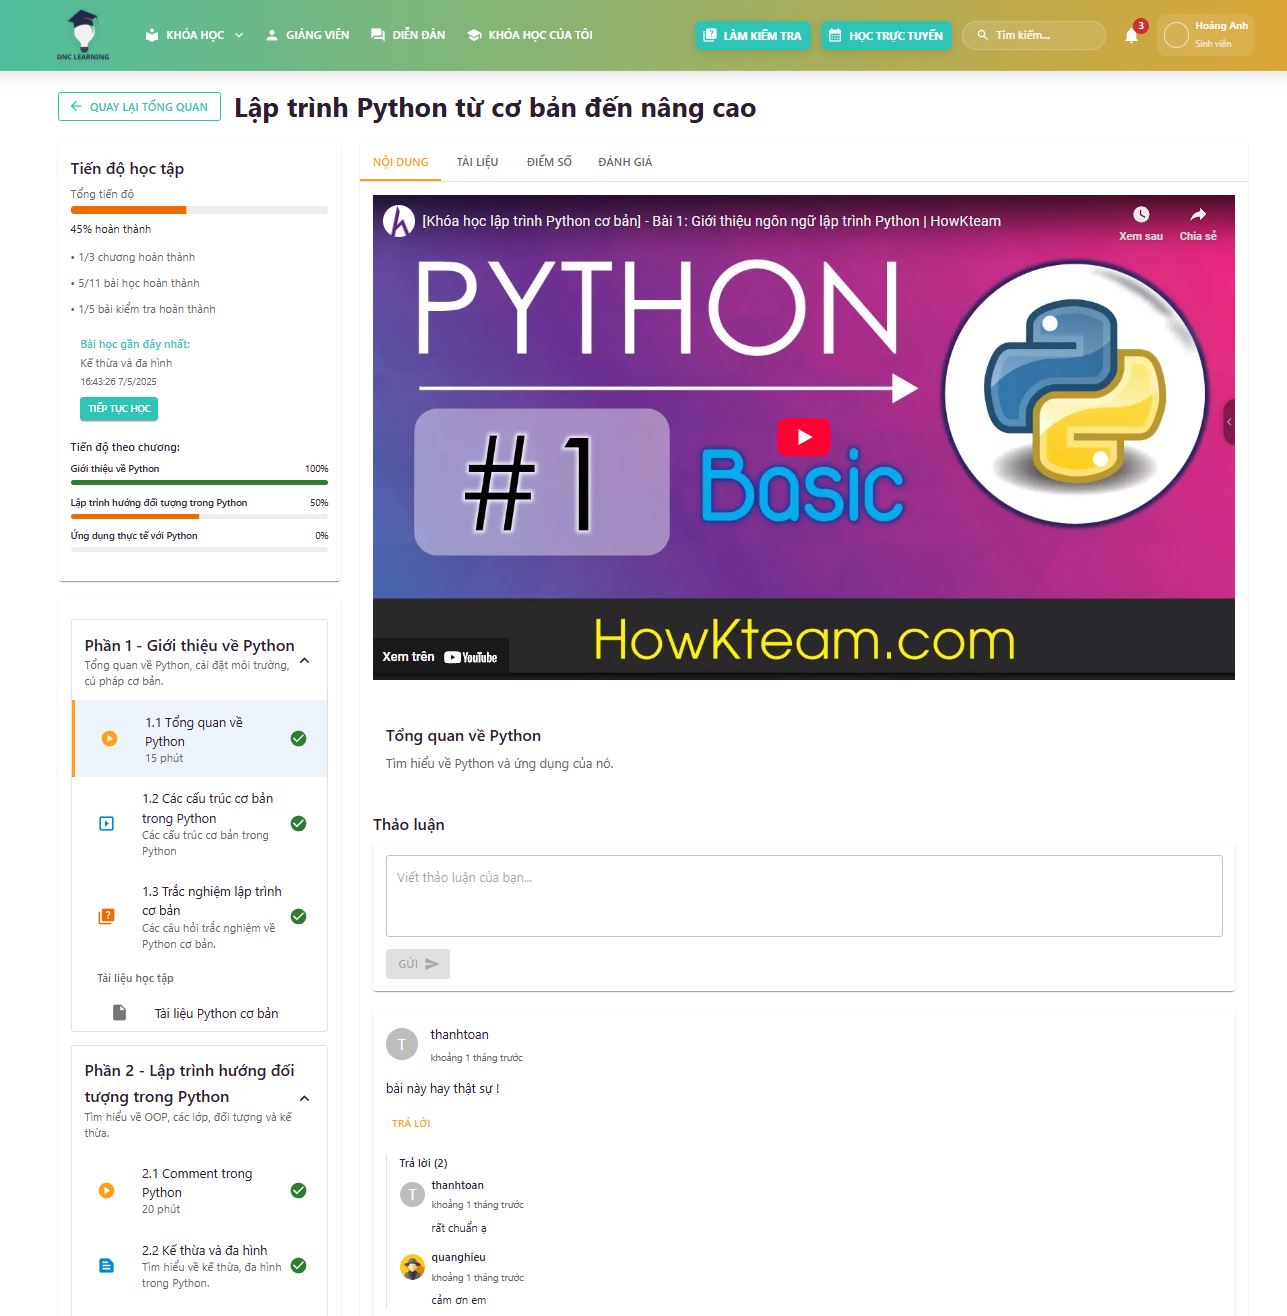 DNC LEARNING
KHÓA HỌC
GIẢNG VIÊN
DIỄN ĐÀN
KHÓA HỌC CỦA TÔI
LÀM KIỂM TRA
HỌC TRỰC TUYẾN
Tìm kiếm...
3
Hoàng Anh
Sinh viên
QUAY LẠI TỔNG QUAN
Lập trình Python từ cơ bản đến nâng cao
Tiến độ học tập
Tổng tiến độ
45% hoàn thành
• 1/3 chương hoàn thành
• 5/11 bài học hoàn thành
• 1/5 bài kiểm tra hoàn thành
Bài học gần đây nhất:
Kế thừa và đa hình
16:43:26 7/5/2025
TIẾP TỤC HỌC
Tiến độ theo chương:
Giới thiệu về Python 100%
Lập trình hướng đối tượng trong Python 50%
Ứng dụng thực tế với Python 0%
Phần 1 - Giới thiệu về Python
Tổng quan về Python, cài đặt môi trường,
cú pháp cơ bản.
1.1 Tổng quan về
Python
15 phút
1.2 Các cấu trúc cơ bản
trong Python
Các cấu trúc cơ bản trong
Python
1.3 Trắc nghiệm lập trình
cơ bản
Các câu hỏi trắc nghiệm về
Python cơ bản.
Tài liệu học tập
Tài liệu Python cơ bản
Phần 2 - Lập trình hướng đối
tượng trong Python
Tìm hiểu về OOP, các lớp, đối tượng và kế
thừa.
2.1 Comment trong
Python
20 phút
2.2 Kế thừa và đa hình
Tìm hiểu về kế thừa, đa hình
trong Python.
NỘI DUNG
TÀI LIỆU
ĐIỂM SỐ
ĐÁNH GIÁ
[Khóa học lập trình Python cơ bản] - Bài 1: Giới thiệu ngôn ngữ lập trình Python | HowKteam
Xem sau
Chia sẻ
PYTHON
#1
Basic
HowKteam.com
Xem trên YouTube
Tổng quan về Python
Tìm hiểu về Python và ứng dụng của nó.
Thảo luận
Viết thảo luận của bạn...
GỬI
T
thanhtoan
khoảng 1 tháng trước
bài này hay thật sự !
TRẢ LỜI
Trả lời (2)
T
thanhtoan
khoảng 1 tháng trước
rất chuẩn ạ
quanghieu
khoảng 1 tháng trước
cảm ơn em